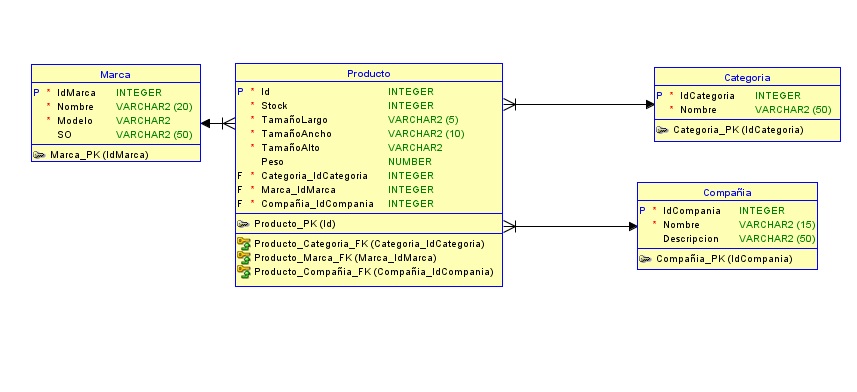 Marca
P * IdMarca INTEGER
* Nombre VARCHAR2 (20)
* Modelo VARCHAR2
SO VARCHAR2 (50)
Marca_PK (IdMarca)
Producto
P * Id INTEGER
* Stock INTEGER
* TamañoLargo VARCHAR2 (5)
* TamañoAncho VARCHAR2 (10)
* TamañoAlto VARCHAR2
Peso NUMBER
F * Categoria_IdCategoria INTEGER
F * Marca_IdMarca INTEGER
F * Compañia_IdCompania INTEGER
Producto_PK (Id)
Producto_Categoria_FK (Categoria_IdCategoria)
Producto_Marca_FK (Marca_IdMarca)
Producto_Compañia_FK (Compañia_IdCompania)
Categoria
P * IdCategoria INTEGER
* Nombre VARCHAR2 (50)
Categoria_PK (IdCategoria)
Compañia
P * IdCompania INTEGER
* Nombre VARCHAR2 (15)
Descripcion VARCHAR2 (50)
Compañia_PK (IdCompania)